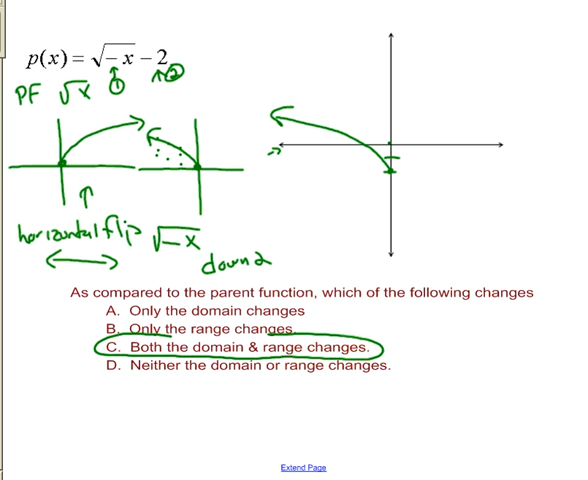 p(x) = √−x − 2
PF √x ① ②
horizontal flip √−x
down 2
As compared to the parent function, which of the following changes
A. Only the domain changes
B. Only the range changes.
C. Both the domain & range changes.
D. Neither the domain or range changes.
Extend Page